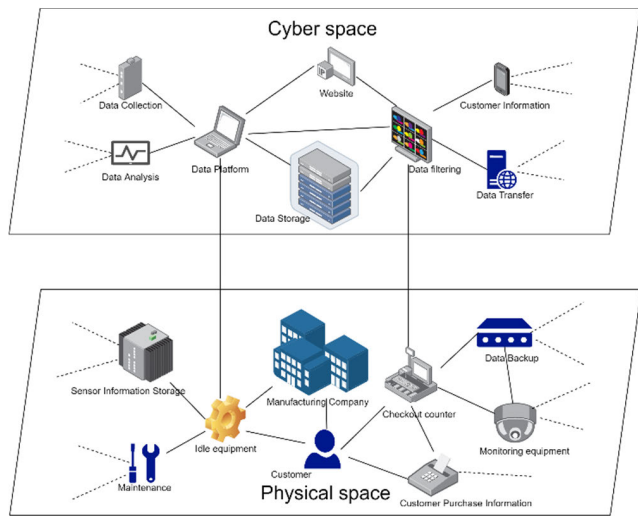 Cyber space
Website
Data Collection
Customer Information
Data Analysis
Data Platform
Data filtering
Data Storage
Data Transfer
Sensor Information Storage
Manufacturing Company
Checkout counter
Data Backup
Idle equipment
Monitoring equipment
Customer
Maintenance
Customer Purchase Information
Physical space